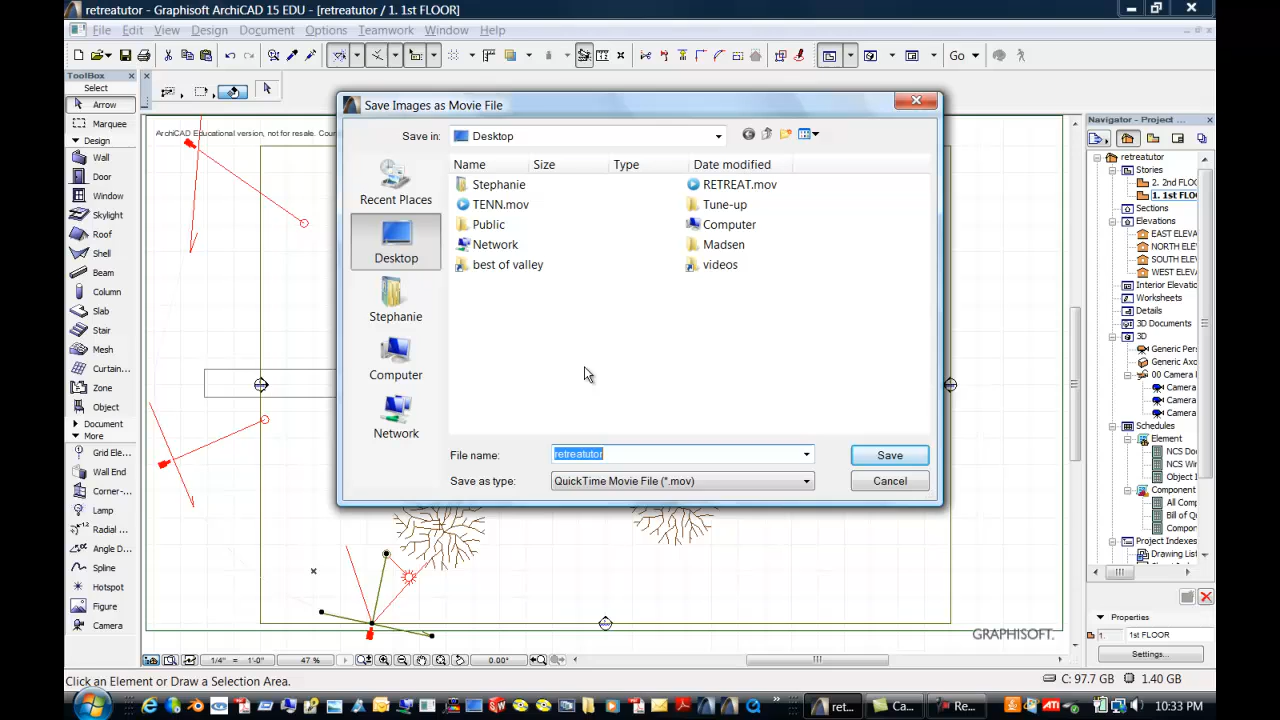 retreatutor - Graphisoft ArchiCAD 15 EDU - [retreatutor / 1. 1st FLOOR]
File Edit View Design Document Options Teamwork Window Help
Go
ToolBox
Select
Arrow
Marquee
Design
Wall
Door
Window
Skylight
Roof
Shell
Beam
Column
Slab
Stair
Mesh
Curtain...
Zone
Object
Document
More
Grid Ele...
Wall End
Corner-...
Lamp
Radial ...
Angle D...
Spline
Hotspot
Figure
Camera
ArchiCAD Educational version, not for resale. Cour
Save Images as Movie File
Save in: Desktop
Name Size Type Date modified
Stephanie RETREAT.mov
TENN.mov Tune-up
Public Computer
Network Madsen
best of valley videos
Recent Places
Desktop
Stephanie
Computer
Network
File name: retreatutor Save
Save as type: QuickTime Movie File (*.mov) Cancel
GRAPHISOFT.
Navigator - Project ...
retreatutor
Stories
2. 2nd FLOO
1. 1st FLO
Sections
Elevations
EAST ELEVA
NORTH ELEV
SOUTH ELEV
WEST ELEVA
Interior Elevatio
Worksheets
Details
3D Documents
3D
Generic Pers
Generic Axo
00 Camera
Camera
Camera
Camera
Schedules
Element
NCS Do
NCS Wi
Object I
Component
All Comp
Bill of Qu
Compo
Project Indexes
Drawing List
Properties
1. 1st FLOOR
Settings...
1/4" = 1'-0" 47 % 0.00°
Click an Element or Draw a Selection Area.
C: 97.7 GB 1.40 GB
ret... Ca... Re... ATI 10:33 PM